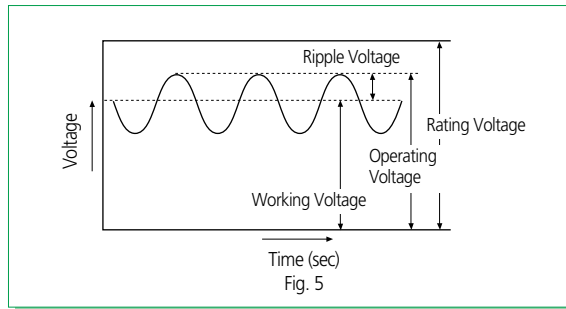 Ripple Voltage
Rating Voltage
Operating
Voltage
Working Voltage
Voltage
Time (sec)
Fig. 5